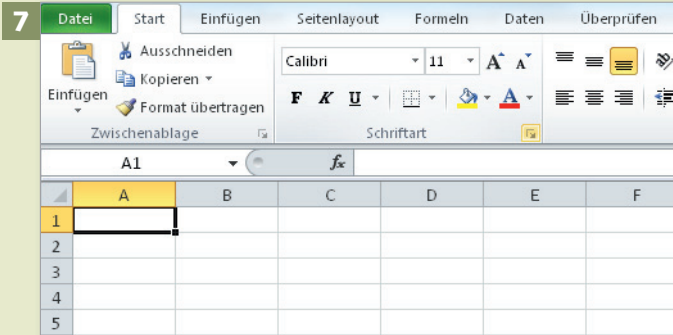 7
Datei Start Einfügen Seitenlayout Formeln Daten Überprüfen
Einfügen
Ausschneiden
Kopieren
Format übertragen
Zwischenablage
Calibri 11 A A
F K U A
Schriftart
A1 fx
A B C D E F
1
2
3
4
5